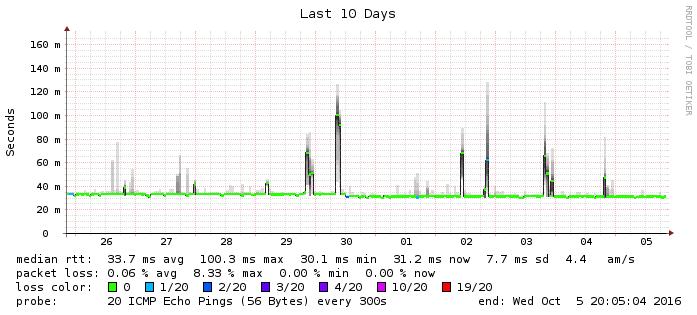 Last 10 Days
RRDTOOL / TOBI OETIKER
Seconds
160 m
140 m
120 m
100 m
80 m
60 m
40 m
20 m
0
26 27 28 29 30 01 02 03 04 05
median rtt: 33.7 ms avg 100.3 ms max 30.1 ms min 31.2 ms now 7.7 ms sd 4.4 am/s
packet loss: 0.06 % avg 8.33 % max 0.00 % min 0.00 % now
loss color: 0 1/20 2/20 3/20 4/20 10/20 19/20
probe: 20 ICMP Echo Pings (56 Bytes) every 300s end: Wed Oct 5 20:05:04 2016